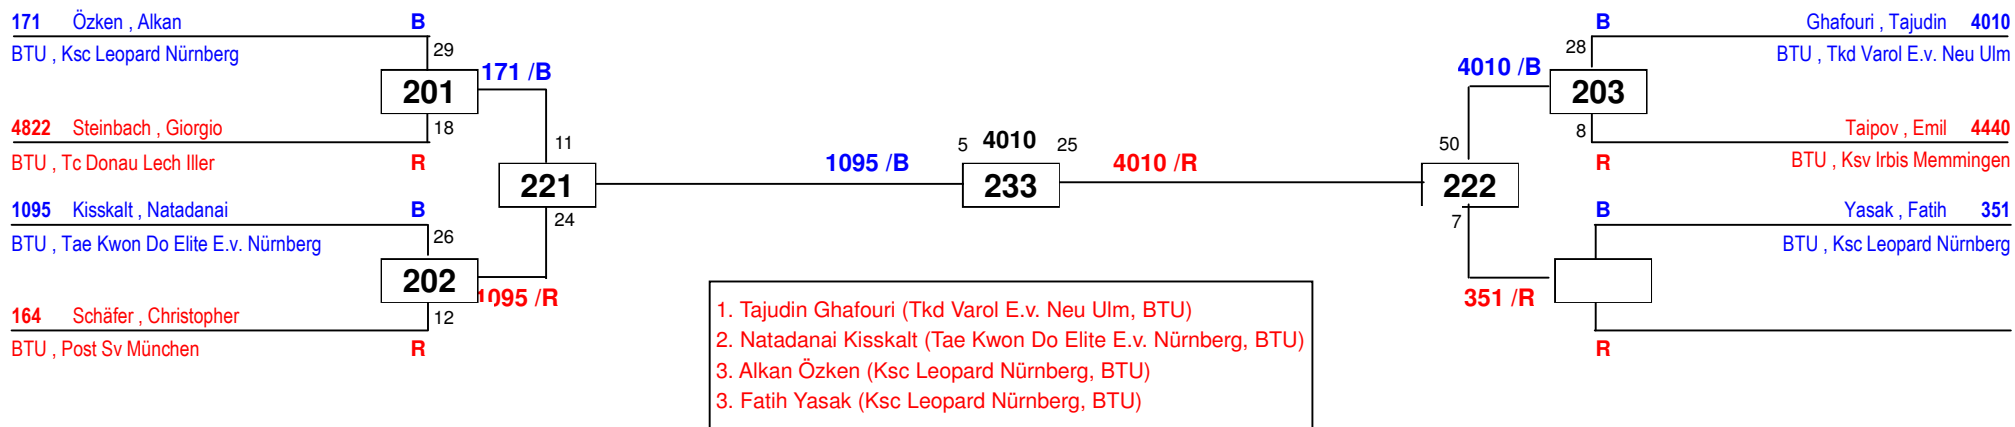 171 Özken , Alkan B
BTU , Ksc Leopard Nürnberg
29
201
171 /B
18
4822 Steinbach , Giorgio
BTU , Tc Donau Lech Iller R
11
221
24
1095 Kisskalt , Natadanai B
BTU , Tae Kwon Do Elite E.v. Nürnberg
26
202
1095 /R
12
164 Schäfer , Christopher
BTU , Post Sv München R
1095 /B
5 4010 25
233
4010 /R
B Ghafouri , Tajudin 4010
BTU , Tkd Varol E.v. Neu Ulm
28
4010 /B
203
8
Taipov , Emil 4440
R BTU , Ksv Irbis Memmingen
50
222
7
B Yasak , Fatih 351
BTU , Ksc Leopard Nürnberg
351 /R
R
1. Tajudin Ghafouri (Tkd Varol E.v. Neu Ulm, BTU)
2. Natadanai Kisskalt (Tae Kwon Do Elite E.v. Nürnberg, BTU)
3. Alkan Özken (Ksc Leopard Nürnberg, BTU)
3. Fatih Yasak (Ksc Leopard Nürnberg, BTU)